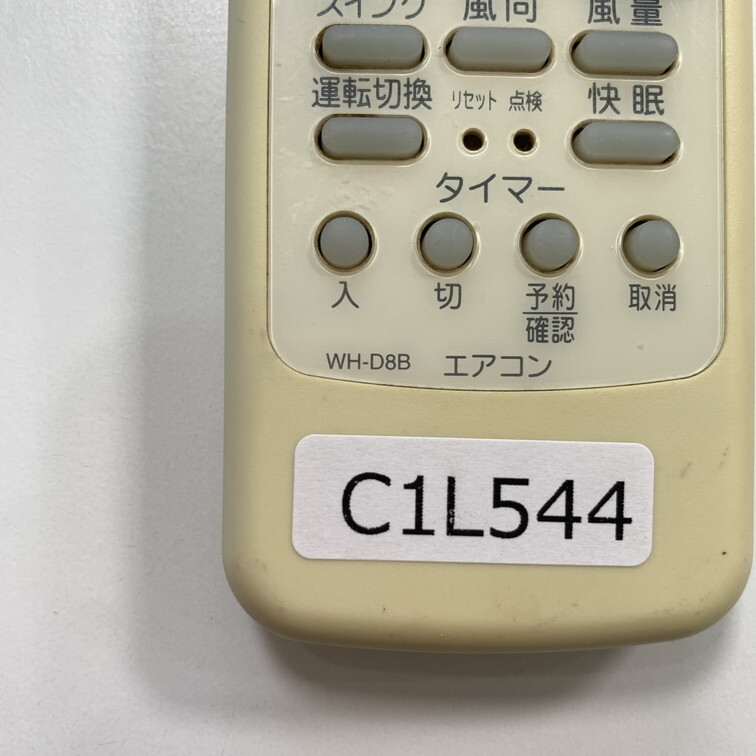 スイング 風向 風量
運転切換 リセット 点検 快眠
タイマー
入 切 予約 取消
確認
WH-D8B エアコン
C1L544